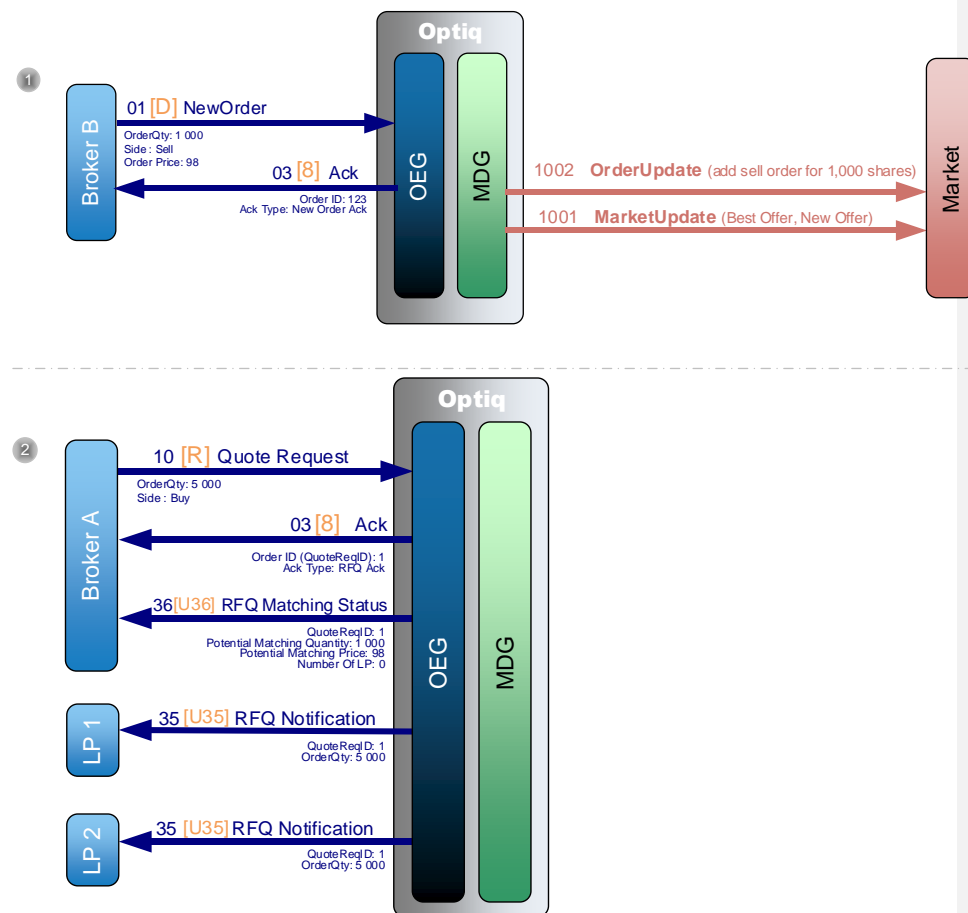 Optiq
1
Broker B
01 [D] NewOrder
OrderQty: 1 000
Side : Sell
Order Price: 98
03 [8] Ack
Order ID: 123
Ack Type: New Order Ack
OEG
MDG
1002 OrderUpdate (add sell order for 1,000 shares)
1001 MarketUpdate (Best Offer, New Offer)
Market
Optiq
2
Broker A
10 [R] Quote Request
OrderQty: 5 000
Side : Buy
03 [8] Ack
Order ID (QuoteReqID): 1
Ack Type: RFQ Ack
36 [U36] RFQ Matching Status
QuoteReqID: 1
Potential Matching Quantity: 1 000
Potential Matching Price: 98
Number Of LP: 0
OEG
MDG
LP 1
35 [U35] RFQ Notification
QuoteReqID: 1
OrderQty: 5 000
LP 2
35 [U35] RFQ Notification
QuoteReqID: 1
OrderQty: 5 000